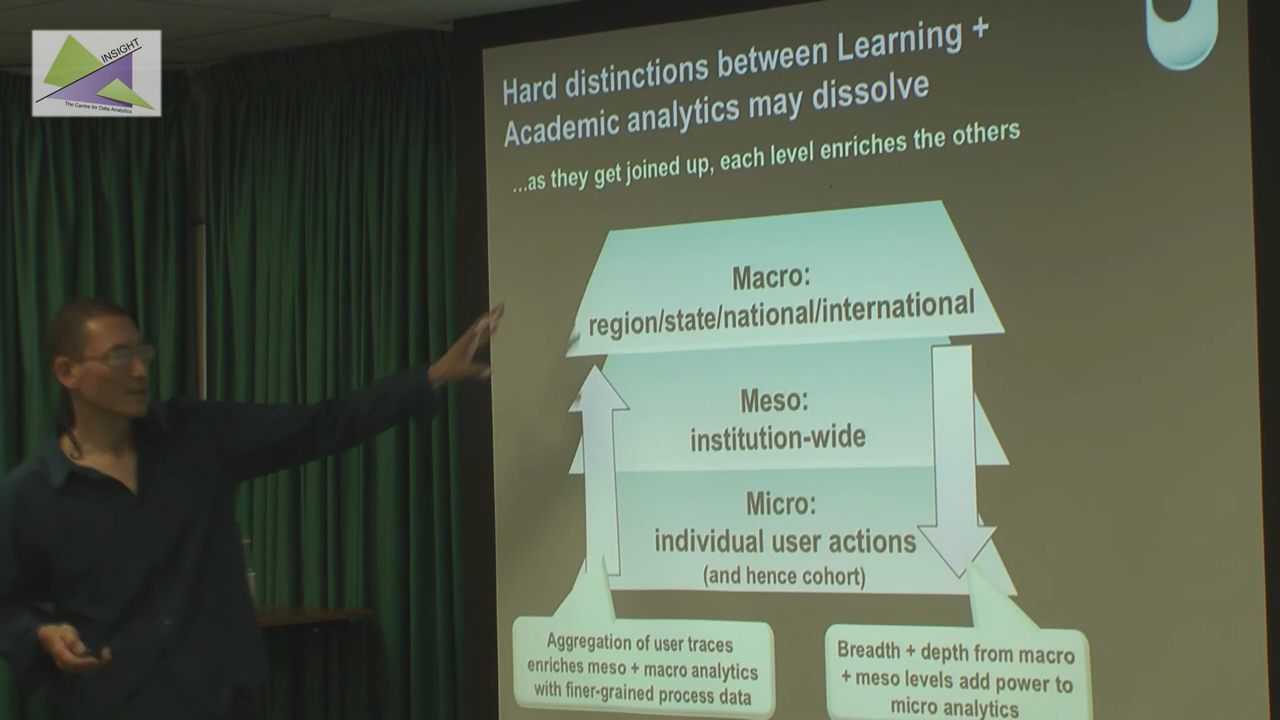 INSIGHT
The Centre for Data Analytics
Hard distinctions between Learning +
Academic analytics may dissolve
...as they get joined up, each level enriches the others
Macro:
region/state/national/international
Meso:
institution-wide
Micro:
individual user actions
(and hence cohort)
Aggregation of user traces
enriches meso + macro analytics
with finer-grained process data
Breadth + depth from macro
+ meso levels add power to
micro analytics